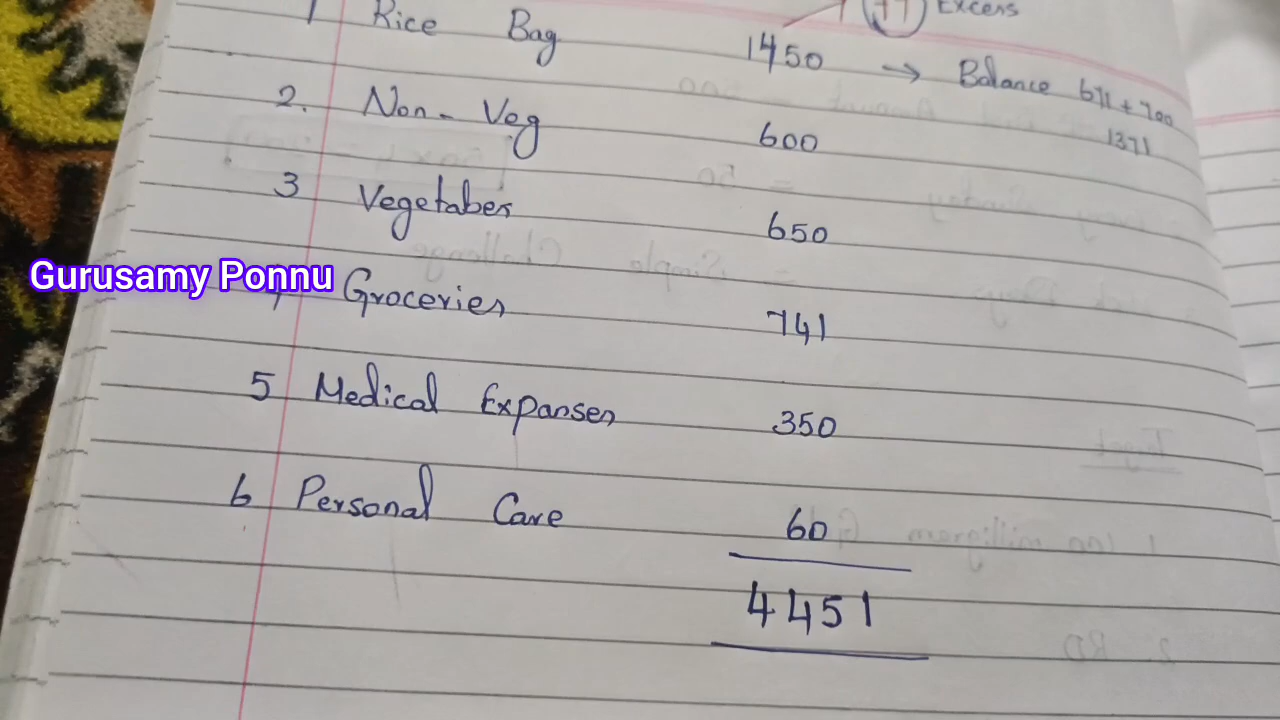 77 Excess
1 Rice Bag 1450 → Balance 671 + 700
1371
2. Non-Veg 600
3 Vegetabes 650
Gurusamy Ponnu
Groceries 741
5 Medical Expanses 350
6 Personal Care 60
4451